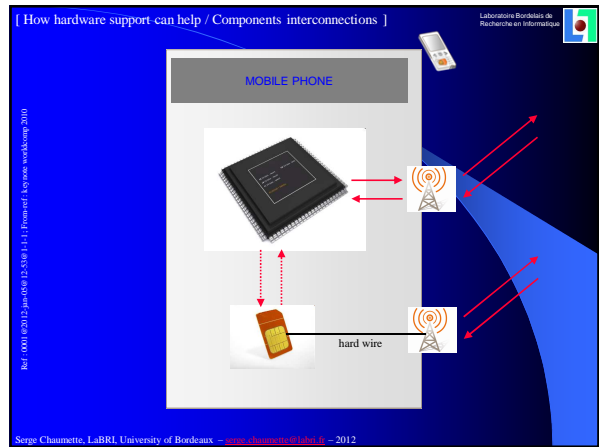 [ How hardware support can help / Components interconnections ]
Laboratoire Bordelais de
Recherche en Informatique
MOBILE PHONE
hard wire
Ref : 0001@2012-jan-05@12-53@1-1-1 ; From-ref : keynote worldcomp 2010
Serge Chaumette, LaBRI, University of Bordeaux – serge.chaumette@labri.fr – 2012